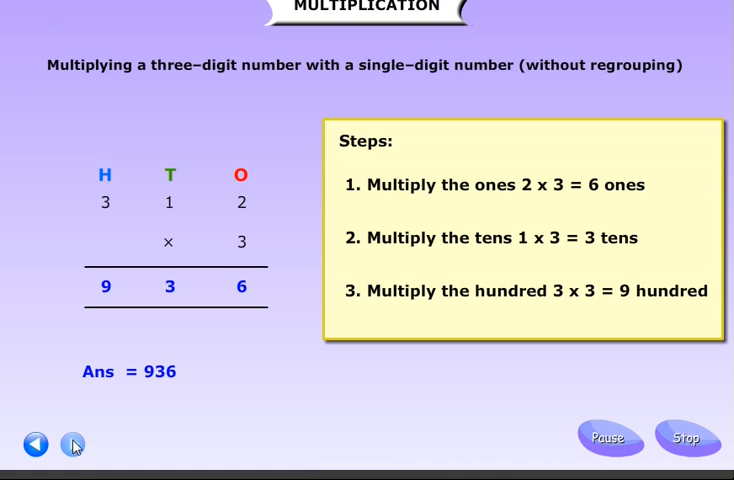 MULTIPLICATION
Multiplying a three–digit number with a single–digit number (without regrouping)
H T O
3 1 2
× 3
9 3 6
Ans = 936
Steps:
1. Multiply the ones 2 x 3 = 6 ones
2. Multiply the tens 1 x 3 = 3 tens
3. Multiply the hundred 3 x 3 = 9 hundred
Pause
Stop